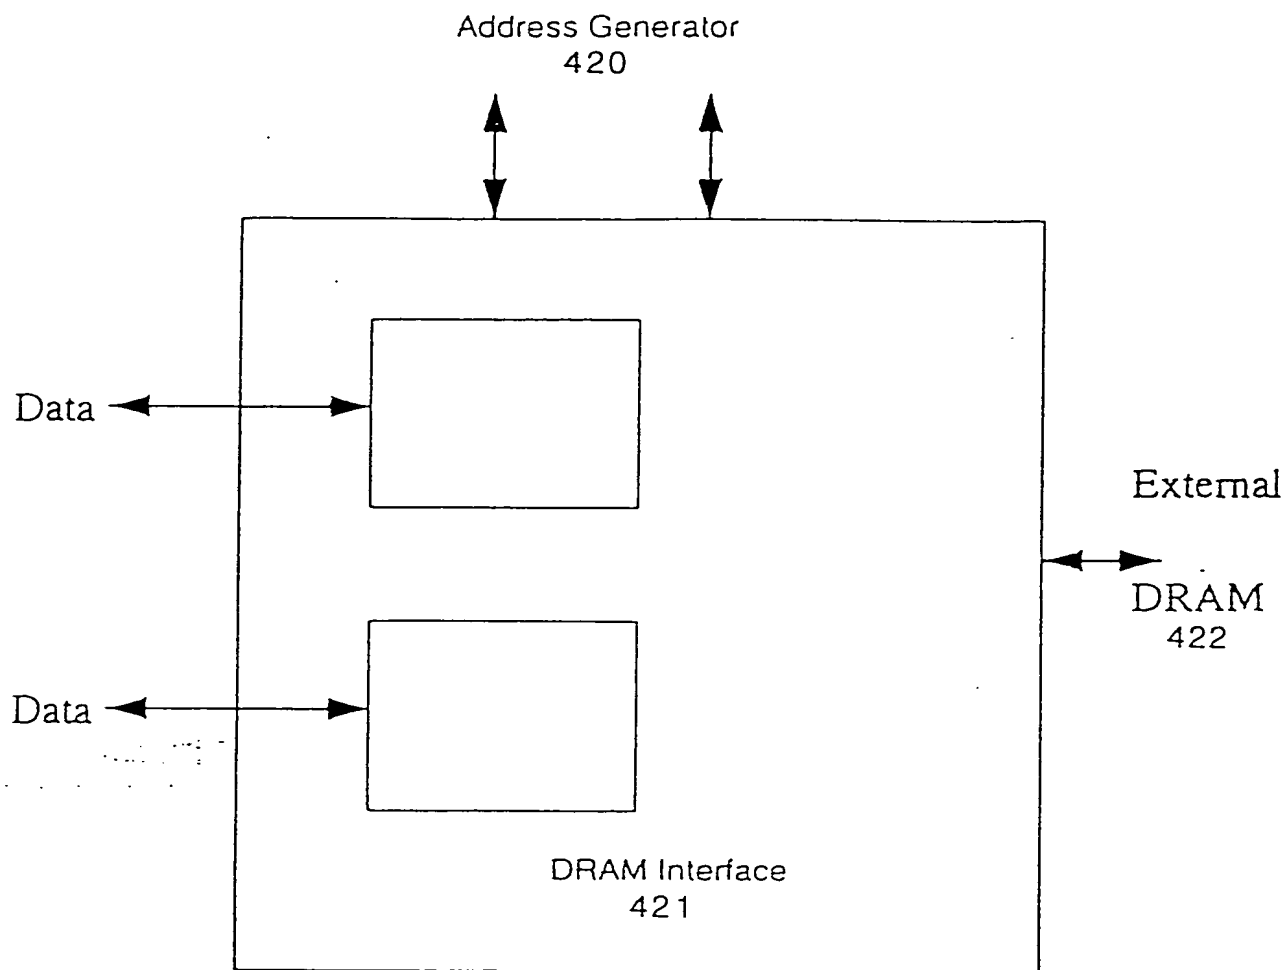 Address Generator
420
Data
External
DRAM
422
Data
DRAM Interface
421